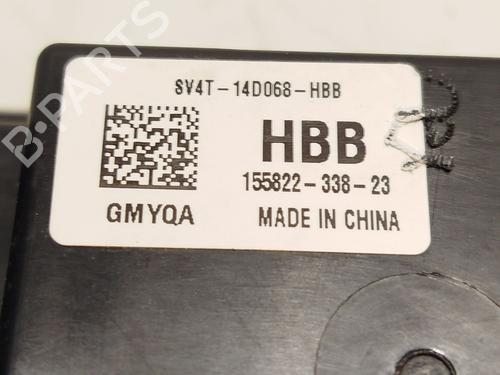 SV4T-14D068-HBB
HBB
155822-338-23
GMYQA
MADE IN CHINA
B-PARTS